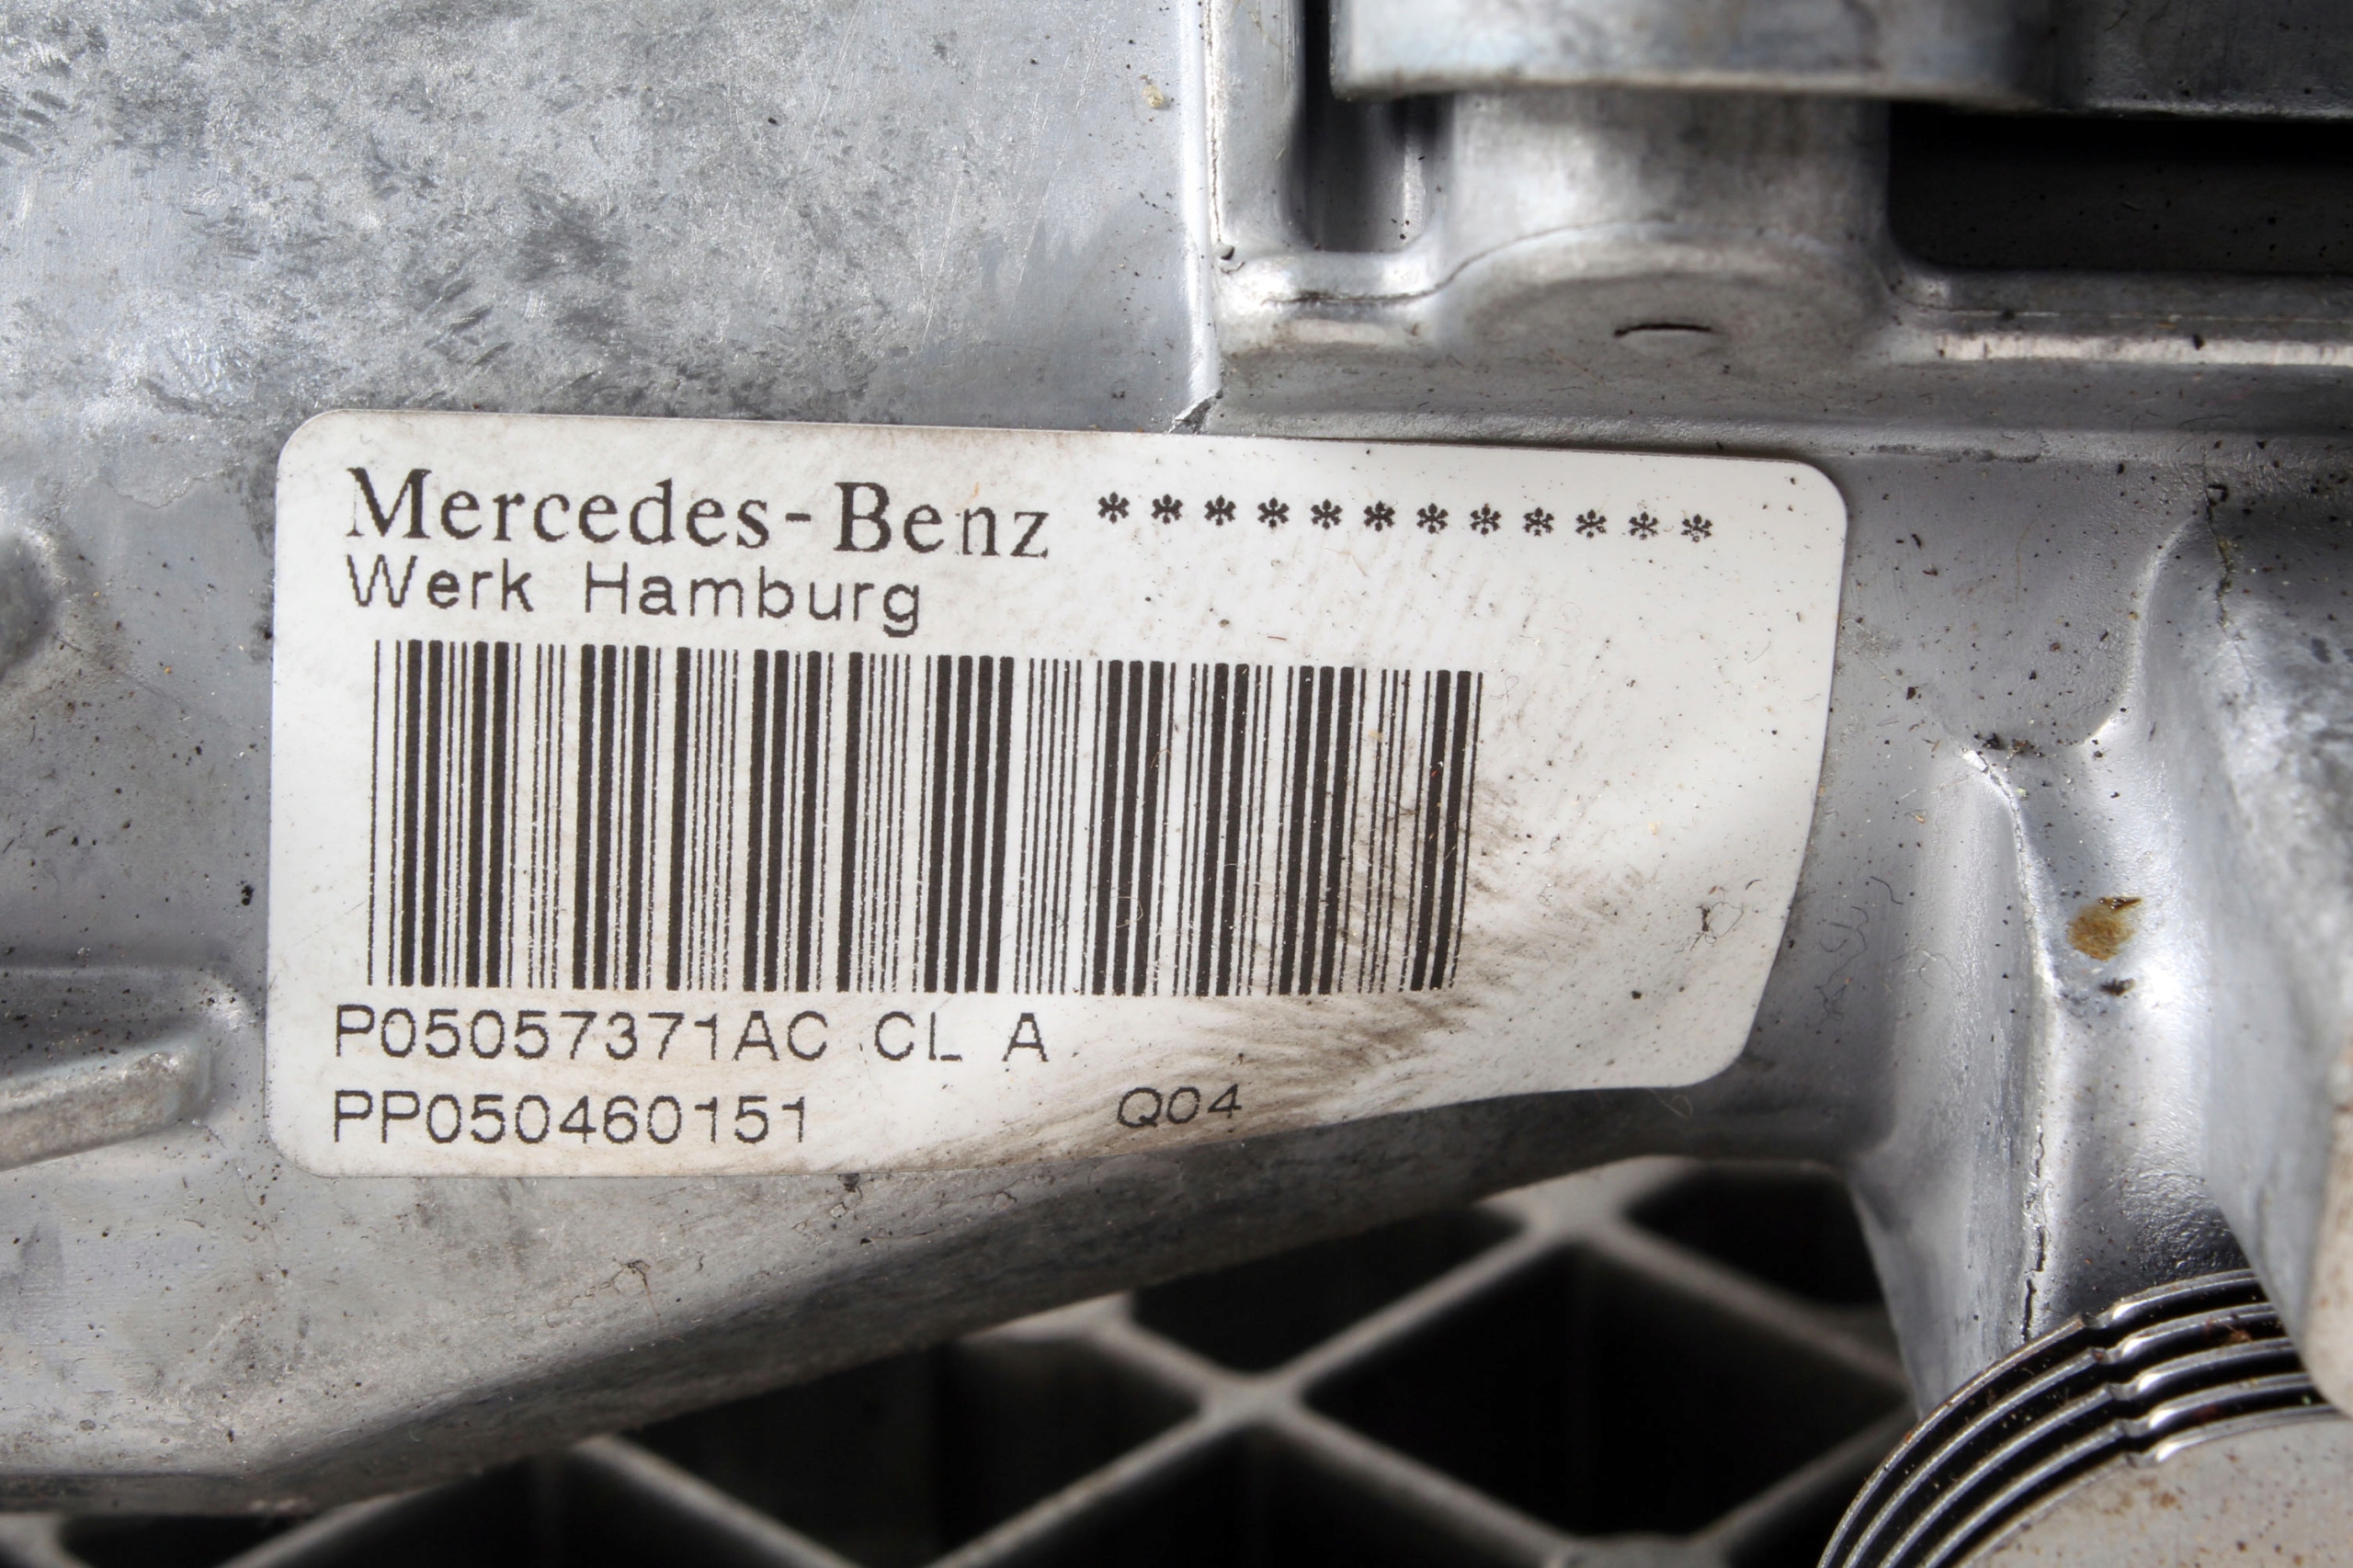 Mercedes-Benz ************
Werk Hamburg
P05057371AC CL A
PP050460151 Q04